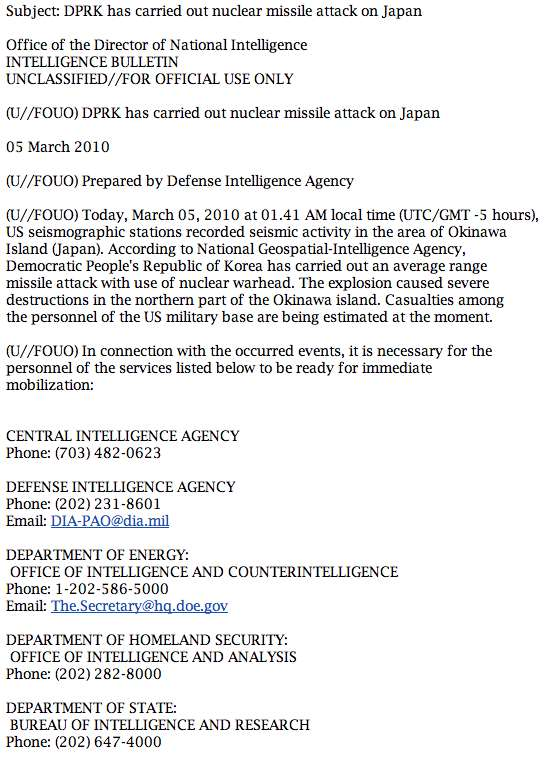 Subject: DPRK has carried out nuclear missile attack on Japan
Office of the Director of National Intelligence
INTELLIGENCE BULLETIN
UNCLASSIFIED//FOR OFFICIAL USE ONLY
(U//FOUO) DPRK has carried out nuclear missile attack on Japan
05 March 2010
(U//FOUO) Prepared by Defense Intelligence Agency
(U//FOUO) Today, March 05, 2010 at 01.41 AM local time (UTC/GMT -5 hours),
US seismographic stations recorded seismic activity in the area of Okinawa
Island (Japan). According to National Geospatial-Intelligence Agency,
Democratic People's Republic of Korea has carried out an average range
missile attack with use of nuclear warhead. The explosion caused severe
destructions in the northern part of the Okinawa island. Casualties among
the personnel of the US military base are being estimated at the moment.
(U//FOUO) In connection with the occurred events, it is necessary for the
personnel of the services listed below to be ready for immediate
mobilization:
CENTRAL INTELLIGENCE AGENCY
Phone: (703) 482-0623
DEFENSE INTELLIGENCE AGENCY
Phone: (202) 231-8601
Email: DIA-PAO@dia.mil
DEPARTMENT OF ENERGY:
OFFICE OF INTELLIGENCE AND COUNTERINTELLIGENCE
Phone: 1-202-586-5000
Email: The.Secretary@hq.doe.gov
DEPARTMENT OF HOMELAND SECURITY:
OFFICE OF INTELLIGENCE AND ANALYSIS
Phone: (202) 282-8000
DEPARTMENT OF STATE:
BUREAU OF INTELLIGENCE AND RESEARCH
Phone: (202) 647-4000